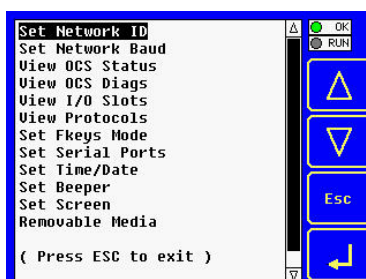 Set Network ID
Set Network Baud
View OCS Status
View OCS Diags
View I/O Slots
View Protocols
Set Fkeys Mode
Set Serial Ports
Set Time/Date
Set Beeper
Set Screen
Removable Media
( Press ESC to exit )
OK
RUN
Esc